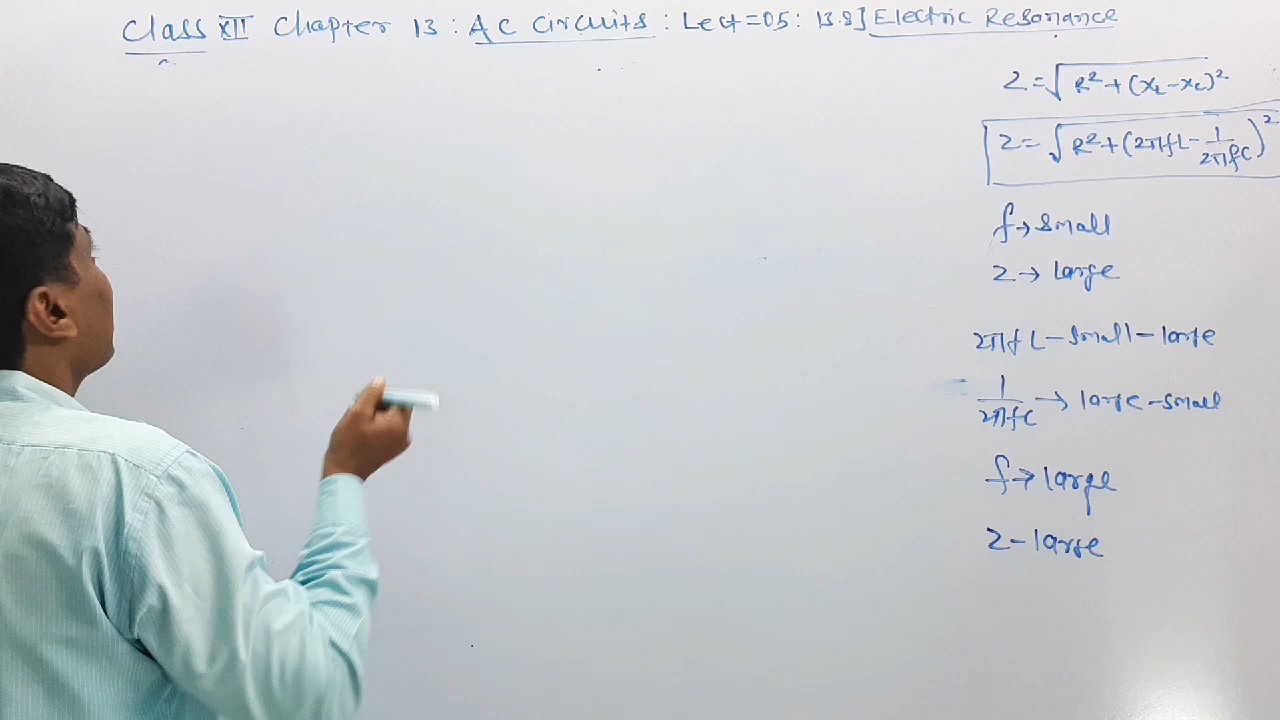 Class XII Chapter 13 : AC Circuits : Lect=05 : 13.8] Electric Resonance
Z=√R²+(XL-XC)²
Z=√R²+(2πfL-1/2πfC)²
f→small
Z→large
2πfL-small-large
1/2πfC→large-small
f→large
Z-large